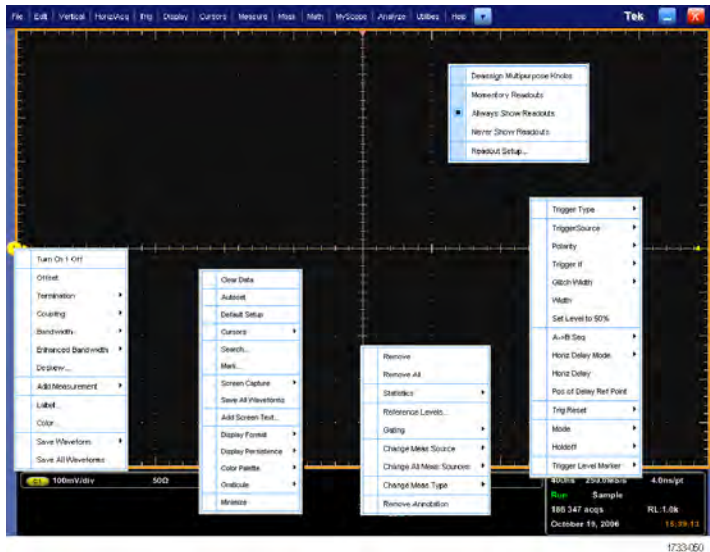 File Edit Vertical Horiz/Acq Trig Display Cursors Measure Mask Math MyScope Analyze Utilities Help Tek
Deassign Multipurpose Knobs
Momentary Readouts
Always Show Readouts
Never Show Readouts
Readout Setup...
Trigger Type
TriggerSource
Polarity
Trigger If
Glitch Width
Width
Set Level to 50%
A->B Seq
Horiz Delay Mode
Horiz Delay
Pos of Delay Ref Point
Trig Reset
Mode
Holdoff
Trigger Level Marker
Turn Ch 1 Off
Offset
Termination
Coupling
Bandwidth
Enhanced Bandwidth
Deskew...
Add Measurement
Label...
Color...
Save Waveform
Save All Waveforms
Clear Data
Autoset
Default Setup
Cursors
Search...
Mark...
Screen Capture
Save All Waveforms
Add Screen Text...
Display Format
Display Persistence
Color Palette
Graticule
Minimize
Remove
Remove All
Statistics
Reference Levels...
Gating
Change Meas Source
Change All Meas Sources
Change Meas Type
Remove Annotation
C1 100mV/div 50Ω
400ns 250.0MS/s 4.0ns/pt
Run Sample
186 347 acqs RL:1.0k
October 19, 2006 15:39:13
1733-050